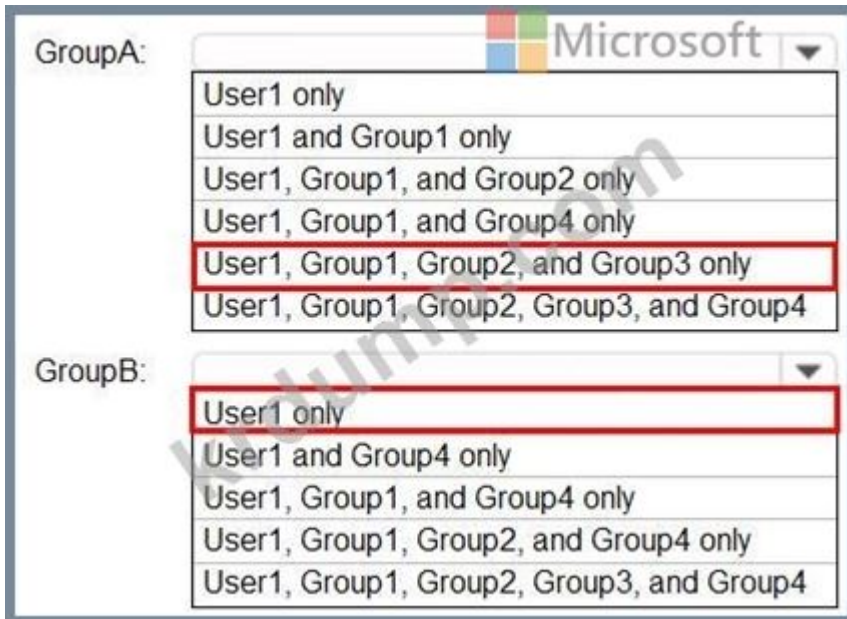 Microsoft
GroupA:
User1 only
User1 and Group1 only
User1, Group1, and Group2 only
User1, Group1, and Group4 only
User1, Group1, Group2, and Group3 only
User1, Group1, Group2, Group3, and Group4
GroupB:
User1 only
User1 and Group4 only
User1, Group1, and Group4 only
User1, Group1, Group2, and Group4 only
User1, Group1, Group2, Group3, and Group4
krdump.com